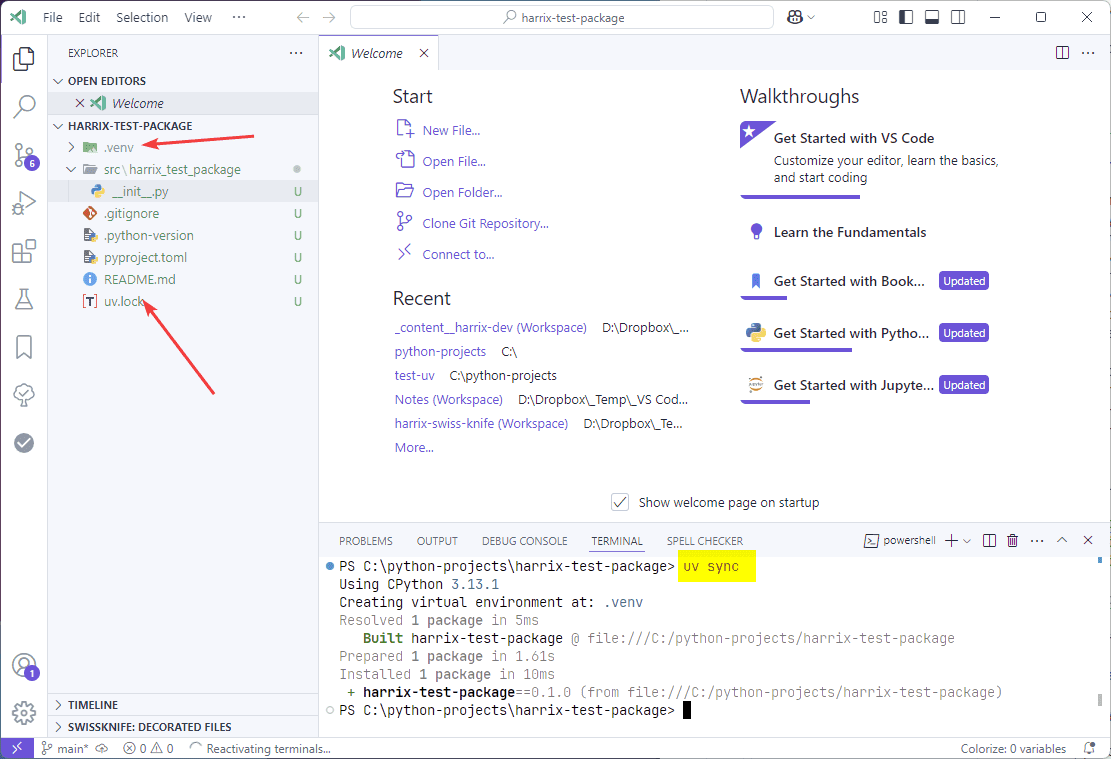 File Edit Selection View ··· harrix-test-package
EXPLORER ···
OPEN EDITORS
Welcome
HARRIX-TEST-PACKAGE
.venv
src\harrix_test_package
__init__.py U
.gitignore U
.python-version U
pyproject.toml U
README.md U
uv.lock U
6
1
TIMELINE
SWISSKNIFE: DECORATED FILES
Welcome
Start
New File...
Open File...
Open Folder...
Clone Git Repository...
Connect to...
Recent
_content__harrix-dev (Workspace) D:\Dropbox\_...
python-projects C:\
test-uv C:\python-projects
Notes (Workspace) D:\Dropbox\_Temp\_VS Cod...
harrix-swiss-knife (Workspace) D:\Dropbox\_Te...
More...
Walkthroughs
Get Started with VS Code
Customize your editor, learn the basics,
and start coding
Learn the Fundamentals
Get Started with Book... Updated
Get Started with Pytho... Updated
Get Started with Jupyte... Updated
Show welcome page on startup
PROBLEMS OUTPUT DEBUG CONSOLE TERMINAL SPELL CHECKER powershell
PS C:\python-projects\harrix-test-package> uv sync
Using CPython 3.13.1
Creating virtual environment at: .venv
Resolved 1 package in 5ms
Built harrix-test-package @ file:///C:/python-projects/harrix-test-package
Prepared 1 package in 1.61s
Installed 1 package in 10ms
+ harrix-test-package==0.1.0 (from file:///C:/python-projects/harrix-test-package)
PS C:\python-projects\harrix-test-package>
main* 0 0 Reactivating terminals... Colorize: 0 variables